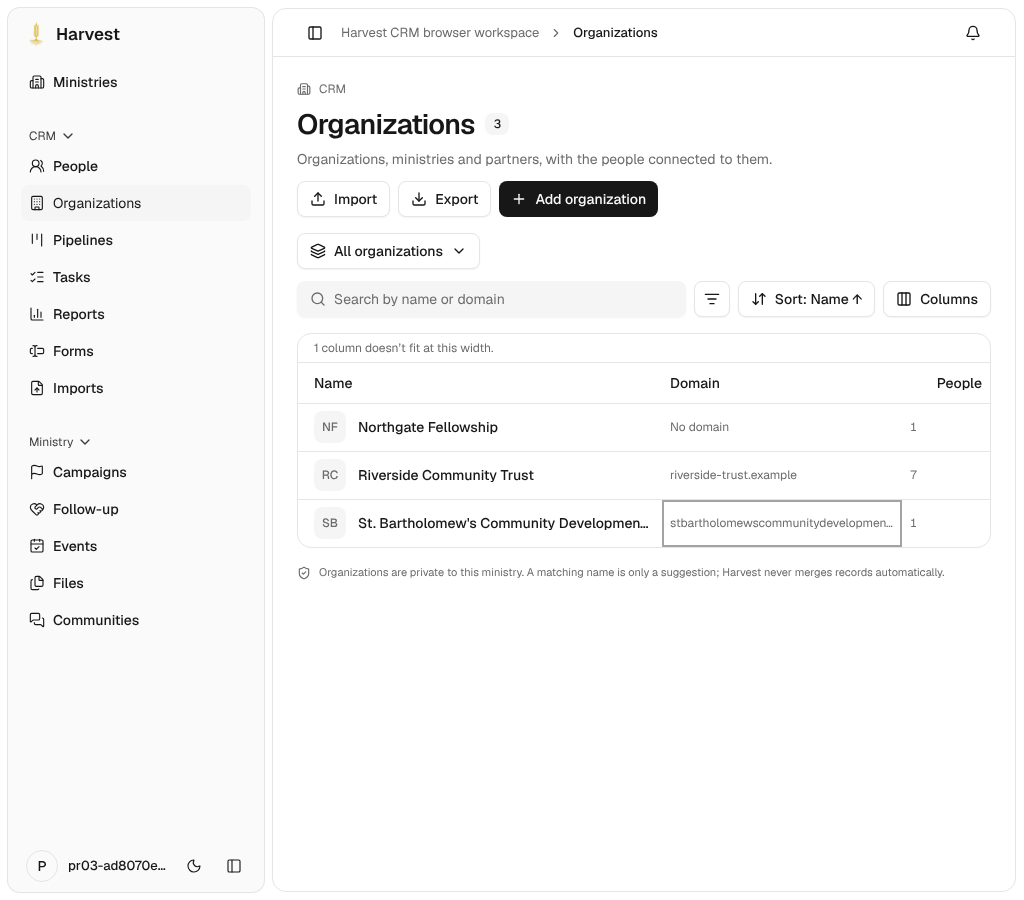 Harvest
Harvest CRM browser workspace > Organizations
Ministries
CRM
People
Organizations
Pipelines
Tasks
Reports
Forms
Imports
Ministry
Campaigns
Follow-up
Events
Files
Communities
P pr03-ad8070e...
CRM
Organizations 3
Organizations, ministries and partners, with the people connected to them.
Import Export + Add organization
All organizations
Search by name or domain Sort: Name ↑ Columns
1 column doesn't fit at this width.
Name Domain People
NF Northgate Fellowship No domain 1
RC Riverside Community Trust riverside-trust.example 7
SB St. Bartholomew's Community Developmen... stbartholomewscommunitydevelopmen... 1
Organizations are private to this ministry. A matching name is only a suggestion; Harvest never merges records automatically.